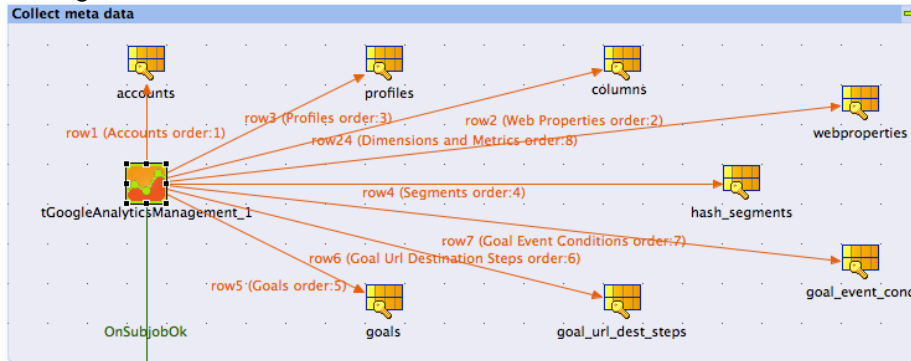 Collect meta data
accounts
profiles
columns
webproperties
row3 (Profiles order:3)
row2 (Web Properties order:2)
row1 (Accounts order:1)
row24 (Dimensions and Metrics order:8)
row4 (Segments order:4)
hash_segments
tGoogleAnalyticsManagement_1
row7 (Goal Event Conditions order:7)
row6 (Goal Url Destination Steps order:6)
row5 (Goals order:5)
goal_event_cond
OnSubjobOk
goals
goal_url_dest_steps